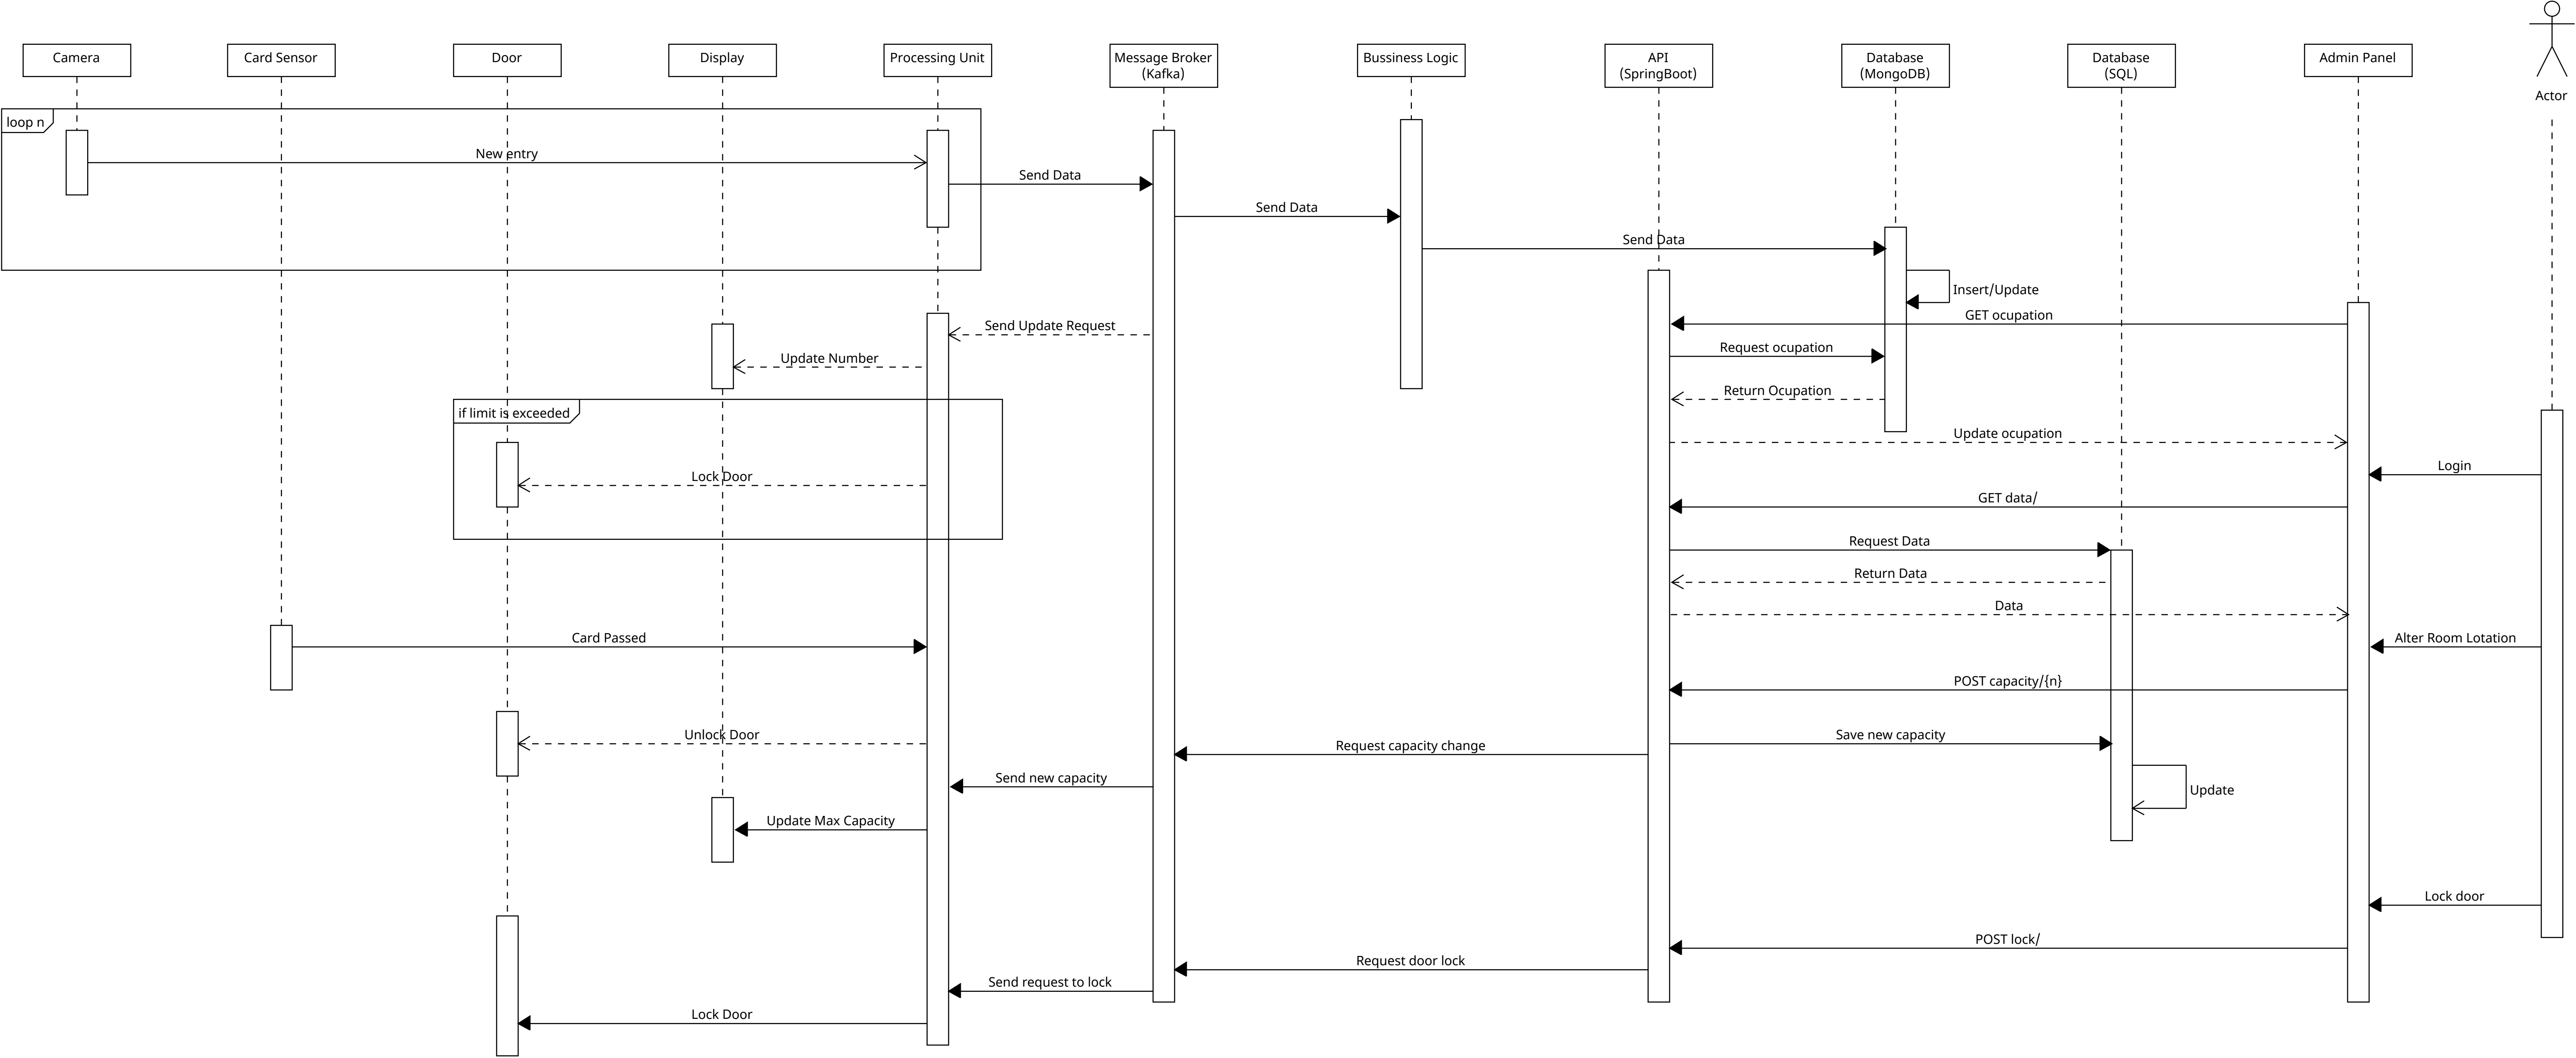 Camera
Card Sensor
Door
Display
Processing Unit
Message Broker
(Kafka)
Bussiness Logic
API
(SpringBoot)
Database
(MongoDB)
Database
(SQL)
Admin Panel
Actor
loop n
New entry
Send Data
Send Data
Send Data
Insert/Update
GET ocupation
Send Update Request
Request ocupation
Update Number
Return Ocupation
if limit is exceeded
Update ocupation
Login
Lock Door
GET data/
Request Data
Return Data
Data
Card Passed
Alter Room Lotation
POST capacity/{n}
Unlock Door
Save new capacity
Request capacity change
Send new capacity
Update
Update Max Capacity
Lock door
POST lock/
Request door lock
Send request to lock
Lock Door